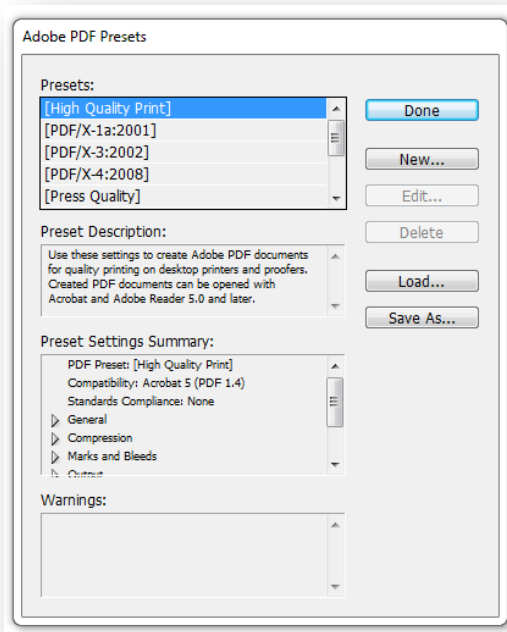 Adobe PDF Presets
Presets:
[High Quality Print]
[PDF/X-1a:2001]
[PDF/X-3:2002]
[PDF/X-4:2008]
[Press Quality]
Done
New...
Edit...
Delete
Load...
Save As...
Preset Description:
Use these settings to create Adobe PDF documents
for quality printing on desktop printers and proofers.
Created PDF documents can be opened with
Acrobat and Adobe Reader 5.0 and later.
Preset Settings Summary:
PDF Preset: [High Quality Print]
Compatibility: Acrobat 5 (PDF 1.4)
Standards Compliance: None
General
Compression
Marks and Bleeds
Output
Warnings: